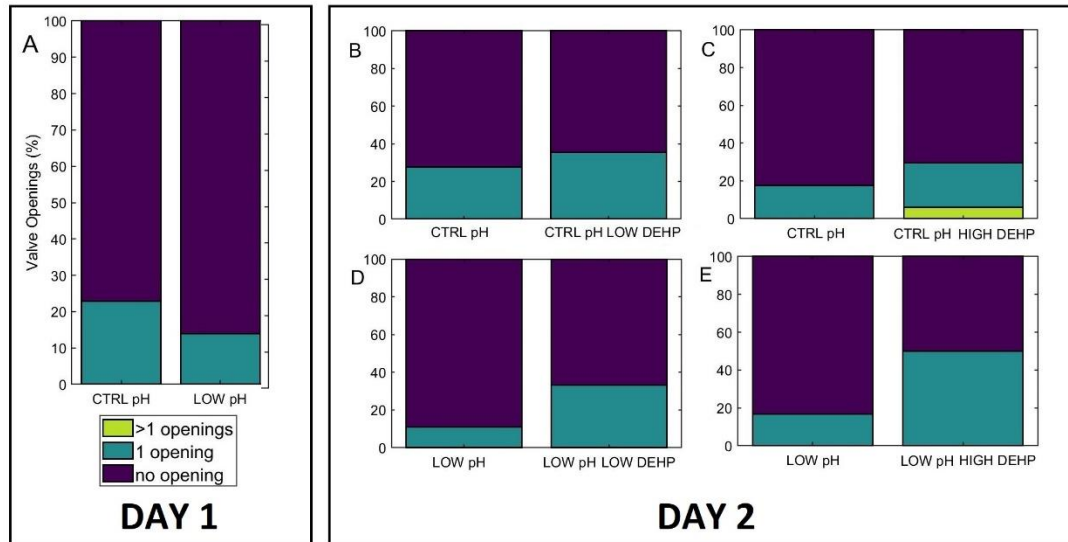 A
100
90
80
70
60
50
40
30
20
10
0
Valve Openings (%)
CTRL pH LOW pH
>1 openings
1 opening
no opening
DAY 1
B
100
80
60
40
20
0
CTRL pH CTRL pH LOW DEHP
C
100
80
60
40
20
0
CTRL pH CTRL pH HIGH DEHP
D
100
80
60
40
20
0
LOW pH LOW pH LOW DEHP
E
100
80
60
40
20
0
LOW pH LOW pH HIGH DEHP
DAY 2